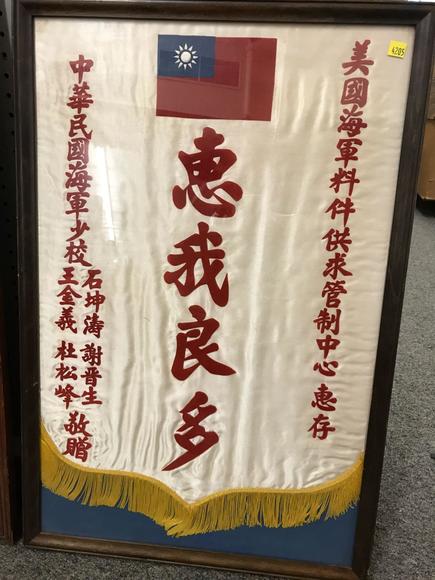 美國海軍料件供求管制中心 惠存
惠我良多
中華民國海軍少校
石坤濤 謝晋生
王金義 杜松峰
敬贈
4205